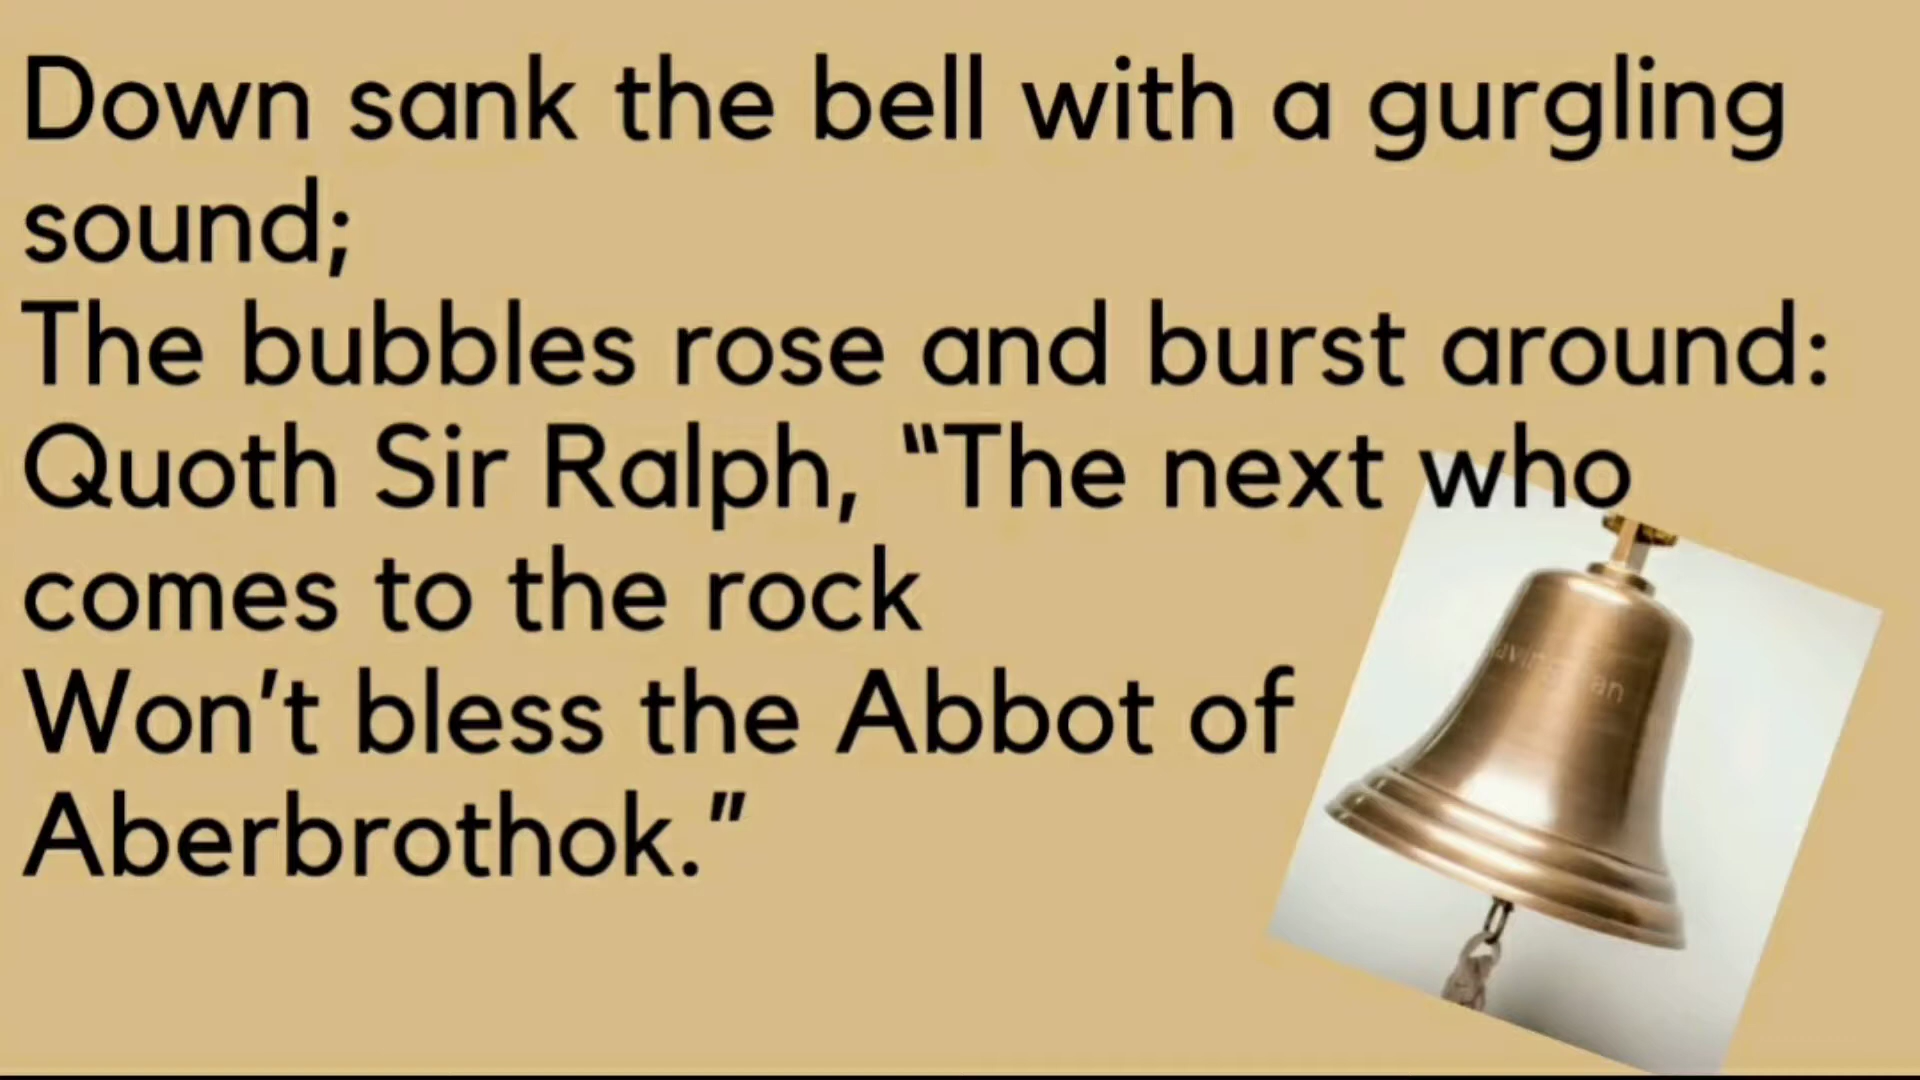 Down sank the bell with a gurgling
sound;
The bubbles rose and burst around:
Quoth Sir Ralph, “The next who
comes to the rock
Won’t bless the Abbot of
Aberbrothok.”